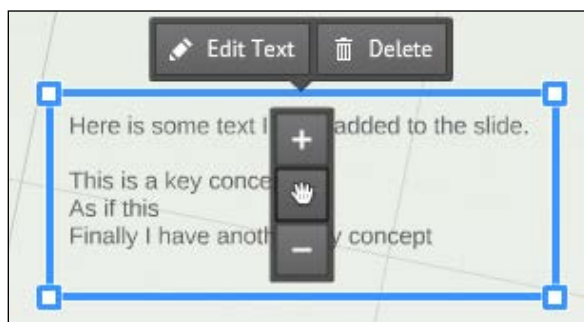 Edit Text Delete
Here is some text I added to the slide.
This is a key conce
As if this
Finally I have anoth y concept